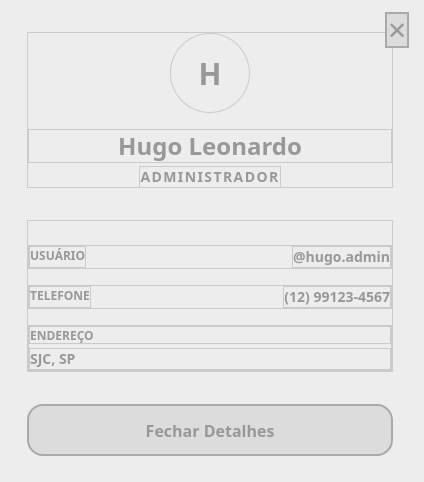 ×
H
Hugo Leonardo
ADMINISTRADOR
USUÁRIO @hugo.admin
TELEFONE (12) 99123-4567
ENDEREÇO
SJC, SP
Fechar Detalhes